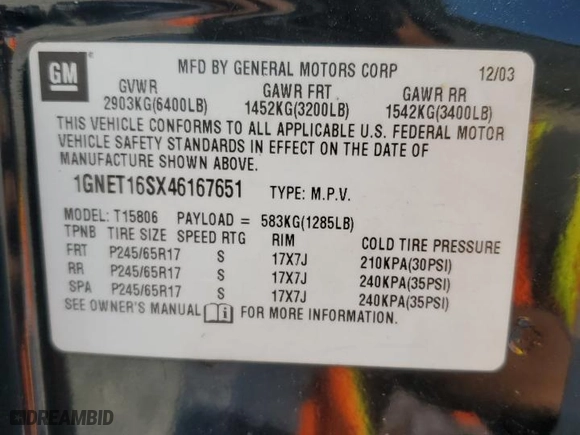 GM
MFD BY GENERAL MOTORS CORP 12/03
GVWR GAWR FRT GAWR RR
2903KG(6400LB) 1452KG(3200LB) 1542KG(3400LB)
THIS VEHICLE CONFORMS TO ALL APPLICABLE U.S. FEDERAL MOTOR
VEHICLE SAFETY STANDARDS IN EFFECT ON THE DATE OF
MANUFACTURE SHOWN ABOVE.
1GNET16SX46167651 TYPE: M.P.V.
MODEL: T15806 PAYLOAD = 583KG(1285LB)
TPNB TIRE SIZE SPEED RTG RIM COLD TIRE PRESSURE
FRT P245/65R17 S 17X7J 210KPA(30PSI)
RR P245/65R17 S 17X7J 240KPA(35PSI)
SPA P245/65R17 S 17X7J 240KPA(35PSI)
SEE OWNER'S MANUAL i FOR MORE INFORMATION.
DREAMBID